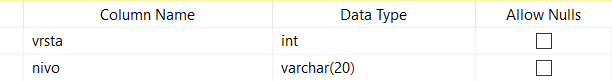 Column Name Data Type Allow Nulls
vrsta int
nivo varchar(20)